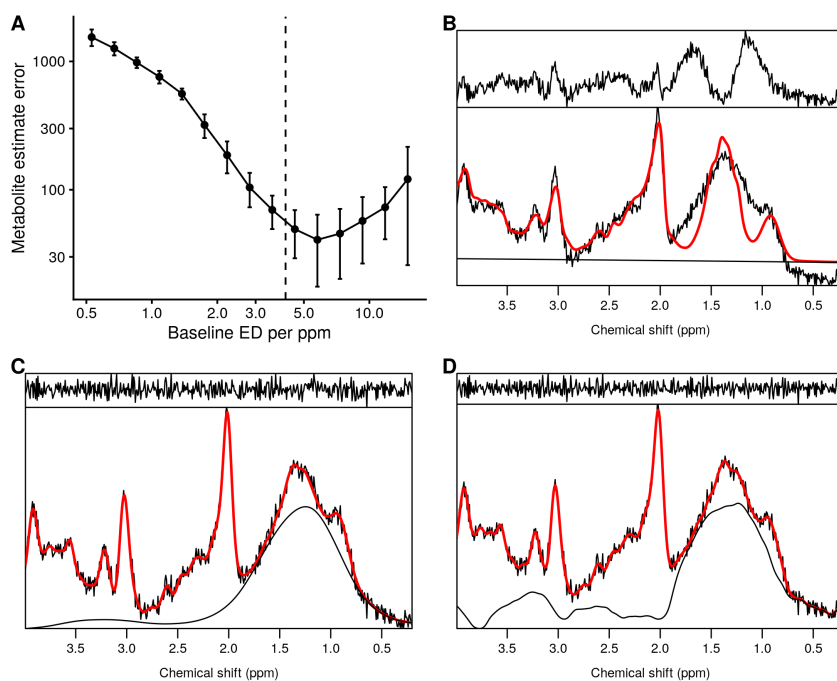 A
Metabolite estimate error
1000
300
100
30
0.5 1.0 2.0 3.0 5.0 10.0
Baseline ED per ppm
B
3.5 3.0 2.5 2.0 1.5 1.0 0.5
Chemical shift (ppm)
C
3.5 3.0 2.5 2.0 1.5 1.0 0.5
Chemical shift (ppm)
D
3.5 3.0 2.5 2.0 1.5 1.0 0.5
Chemical shift (ppm)